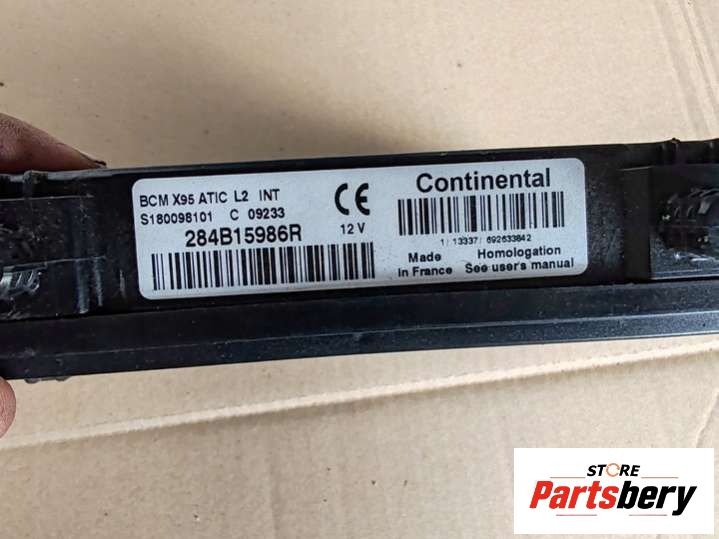 BCM X95 ATIC L2 INT
S180098101 C 09233
284B15986R 12 V
CE
Continental
1/ 13337/ 692633842
Made in France
Homologation
See user's manual
STORE
Partsbery